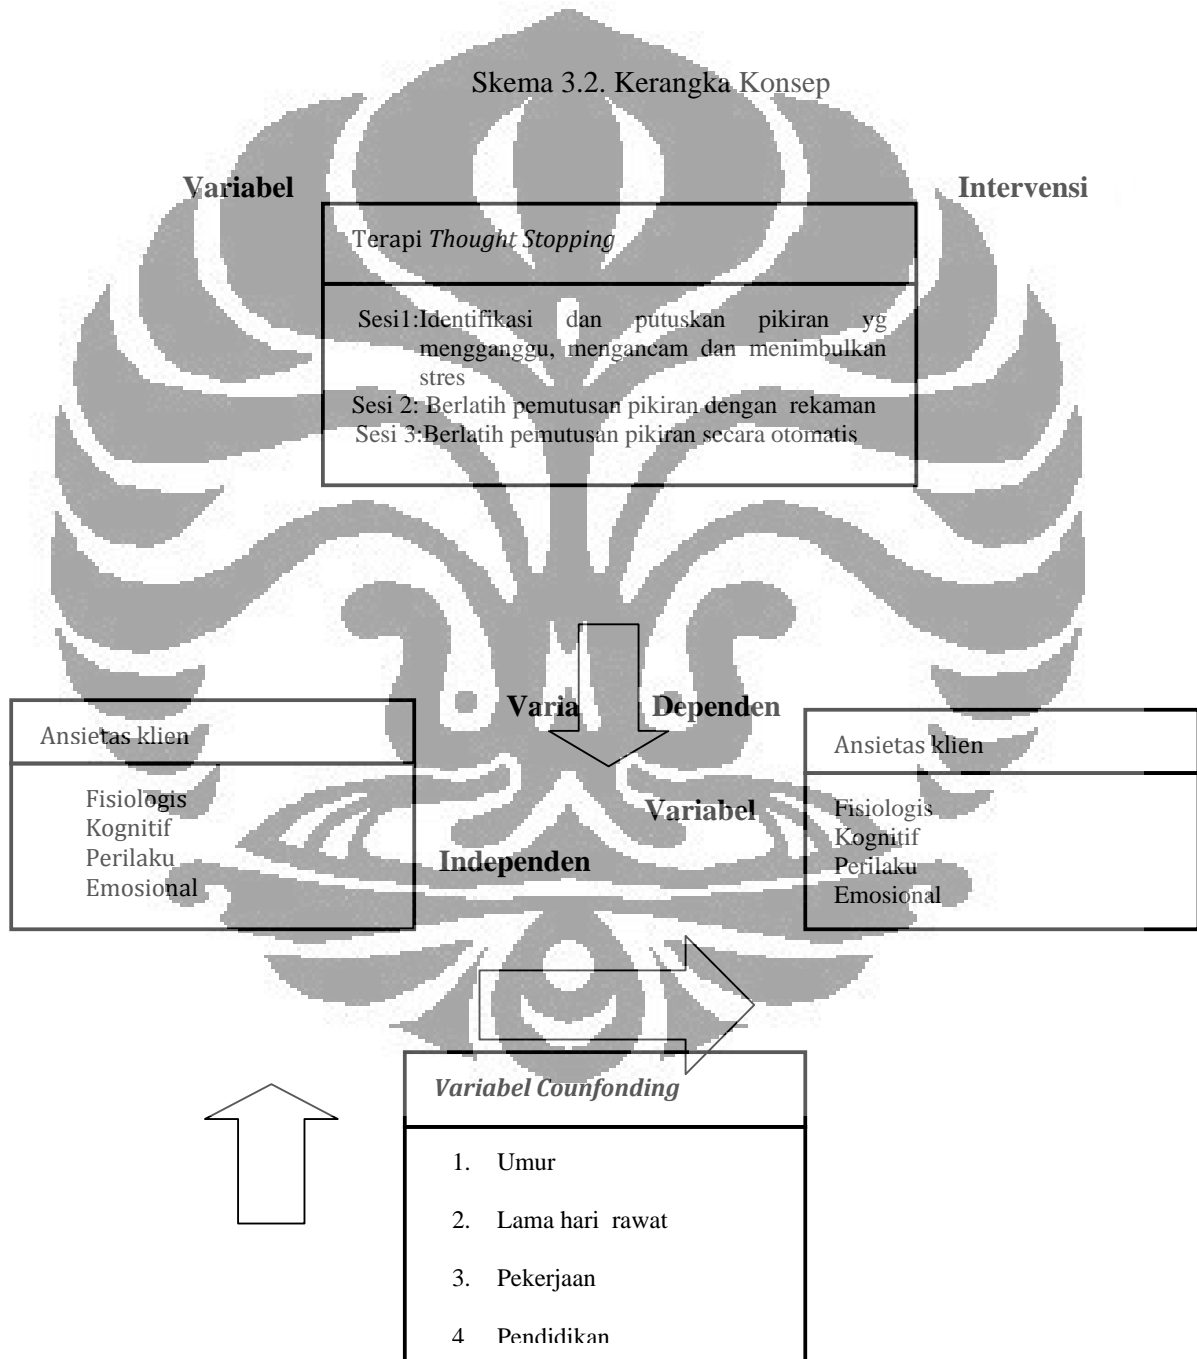 Skema 3.2. Kerangka Konsep
Variabel Intervensi
Terapi Thought Stopping
Sesi1:Identifikasi dan putuskan pikiran yg
mengganggu, mengancam dan menimbulkan
stres
Sesi 2: Berlatih pemutusan pikiran dengan rekaman
Sesi 3:Berlatih pemutusan pikiran secara otomatis
Varia Dependen
Ansietas klien
Fisiologis
Kognitif
Perilaku
Emosional
Variabel
Independen
Ansietas klien
Fisiologis
Kognitif
Perilaku
Emosional
Variabel Counfonding
1. Umur
2. Lama hari rawat
3. Pekerjaan
4 Pendidikan